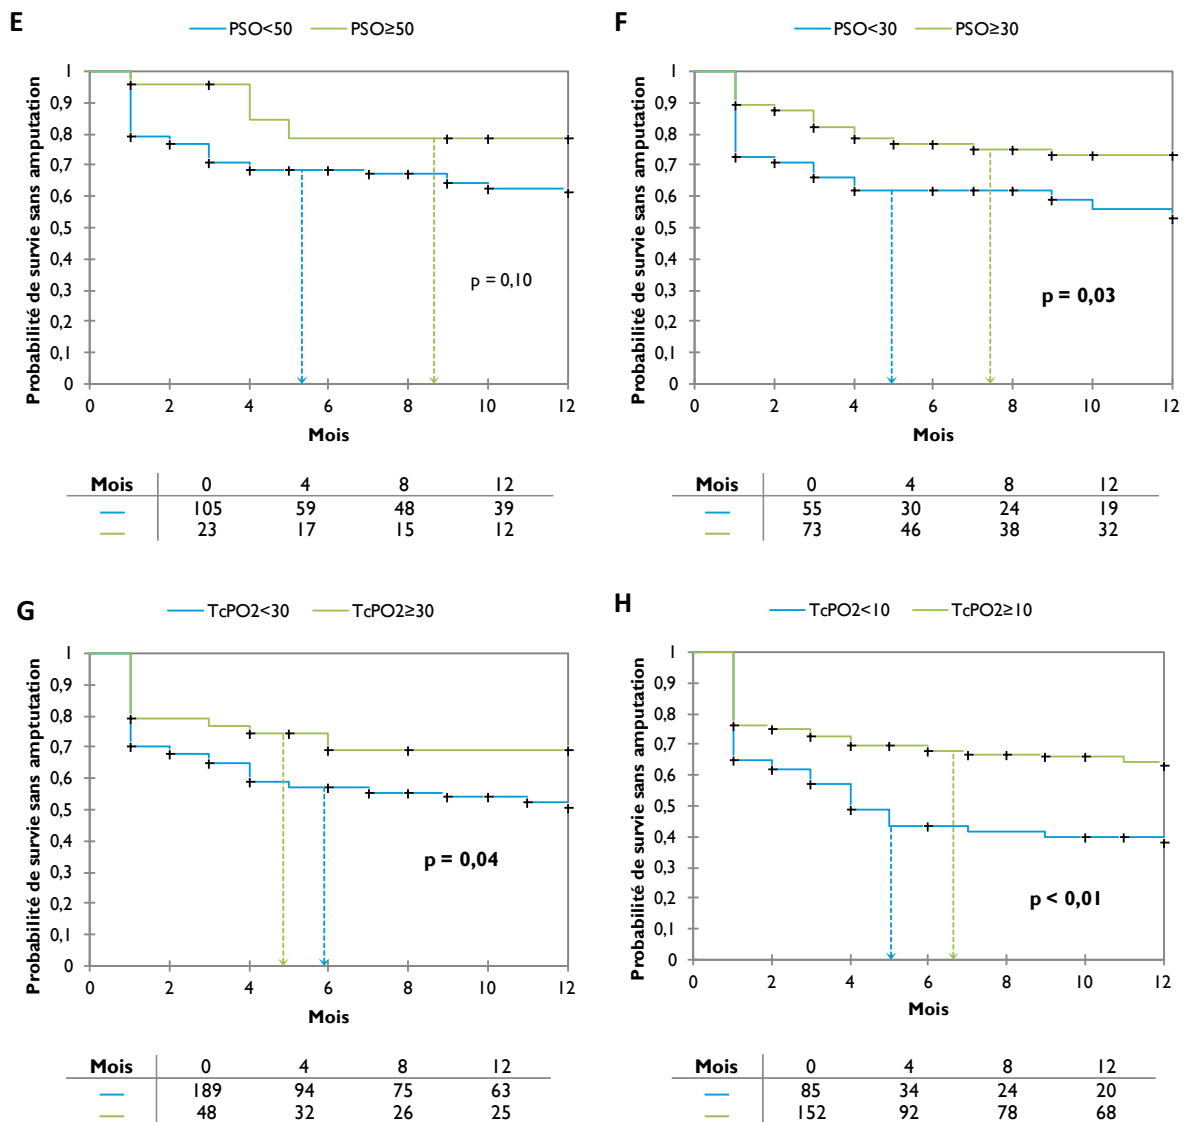 E
PSO<50 PSO≥50
Probabilité de survie sans amputation
1
0,9
0,8
0,7
0,6
0,5
0,4
0,3
0,2
0,1
0
p = 0,10
0 2 4 6 8 10 12
Mois
Mois 0 4 8 12
105 59 48 39
23 17 15 12
F
PSO<30 PSO≥30
Probabilité de survie sans amputation
1
0,9
0,8
0,7
0,6
0,5
0,4
0,3
0,2
0,1
0
p = 0,03
0 2 4 6 8 10 12
Mois
Mois 0 4 8 12
55 30 24 19
73 46 38 32
G
TcPO2<30 TcPO2≥30
Probabilité de survie sans amptutation
1
0,9
0,8
0,7
0,6
0,5
0,4
0,3
0,2
0,1
0
p = 0,04
0 2 4 6 8 10 12
Mois
Mois 0 4 8 12
189 94 75 63
48 32 26 25
H
TcPO2<10 TcPO2≥10
Probabilité de survie sans amputation
1
0,9
0,8
0,7
0,6
0,5
0,4
0,3
0,2
0,1
0
p < 0,01
0 2 4 6 8 10 12
Mois
Mois 0 4 8 12
85 34 24 20
152 92 78 68